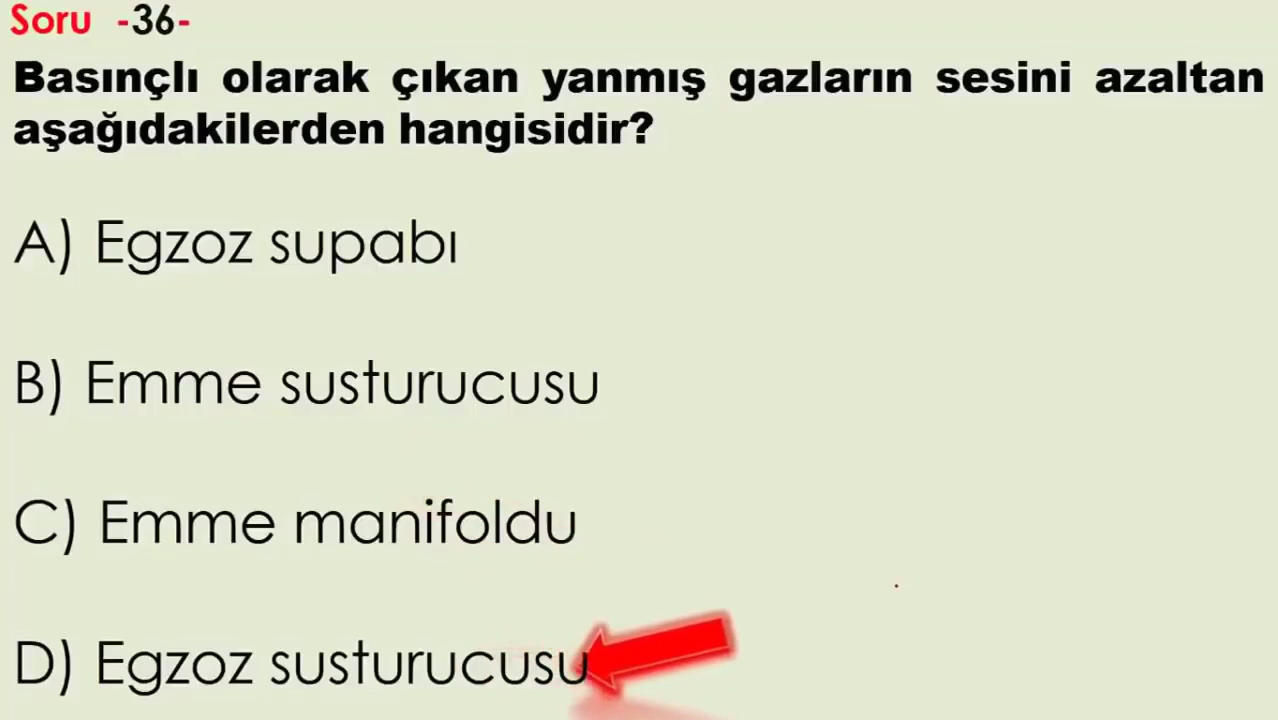 Soru -36-
Basınçlı olarak çıkan yanmış gazların sesini azaltan
aşağıdakilerden hangisidir?
A) Egzoz supabı
B) Emme susturucusu
C) Emme manifoldu
D) Egzoz susturucusu